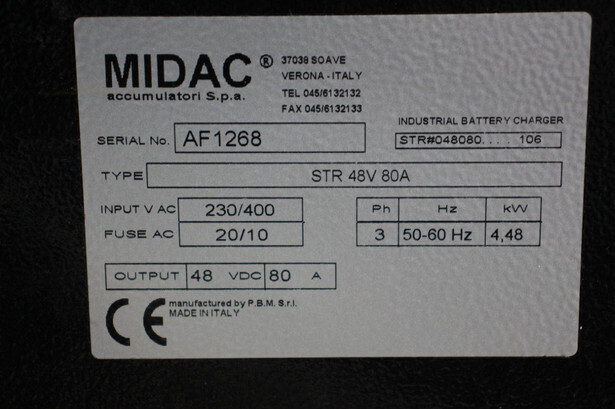 MIDAC ®
accumulatori S.p.a.
37038 SOAVE
VERONA - ITALY
TEL 045/6132132
FAX 045/6132133
INDUSTRIAL BATTERY CHARGER
SERIAL No. AF1268
STR#048080.... 106
TYPE STR 48V 80A
INPUT V AC 230/400
FUSE AC 20/10
Ph Hz kW
3 50-60 Hz 4,48
OUTPUT 48 VDC 80 A
CE
manufactured by P.B.M. S.r.l.
MADE IN ITALY